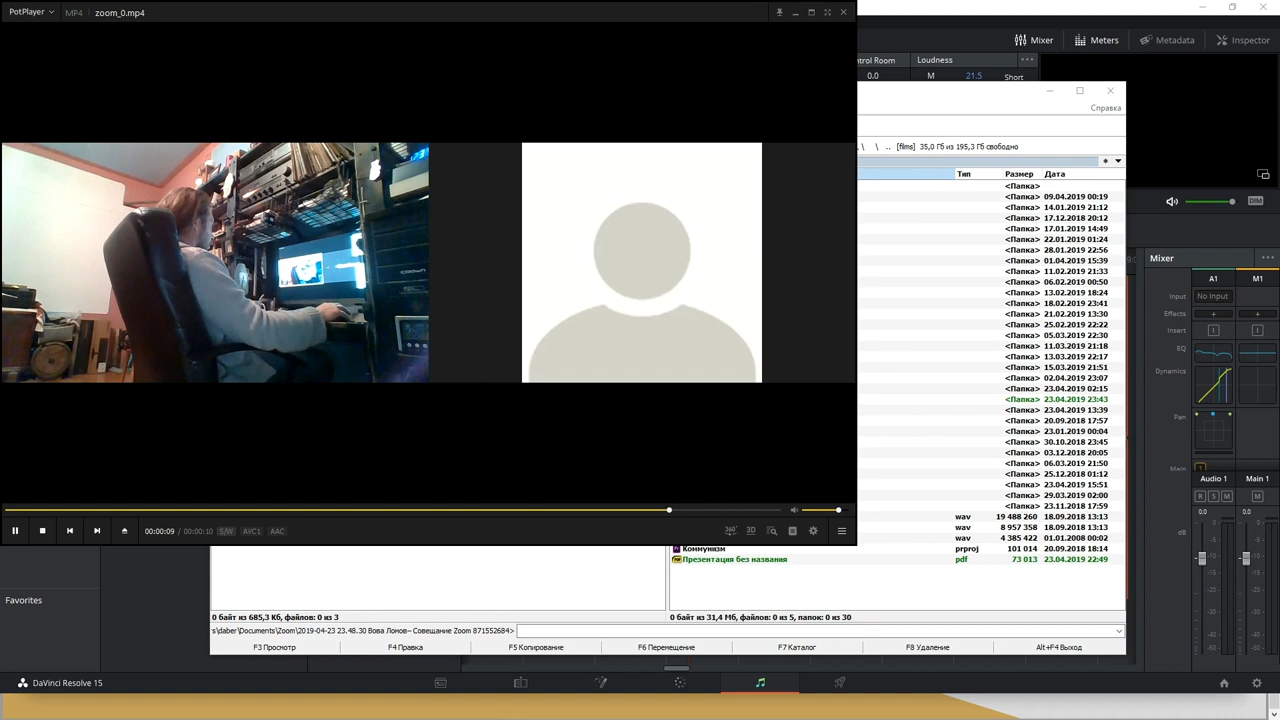 PotPlayer
MP4
zoom_0.mp4
Mixer
Meters
Metadata
Inspector
ntrol Room
Loudness
0.0
M
21.5
Short
Справка
.. [films] 35,0 Гб из 195,3 Гб свободно
Тип Размер Дата
<Папка>
<Папка> 09.04.2019 00:19
<Папка> 14.01.2019 21:12
<Папка> 17.12.2018 20:12
<Папка> 17.01.2019 14:49
<Папка> 22.01.2019 01:24
<Папка> 28.01.2019 22:56
<Папка> 01.04.2019 15:39
<Папка> 11.02.2019 21:33
<Папка> 06.02.2019 00:50
<Папка> 13.02.2019 18:24
<Папка> 18.02.2019 23:41
<Папка> 21.02.2019 13:30
<Папка> 25.02.2019 22:22
<Папка> 05.03.2019 22:30
<Папка> 11.03.2019 21:18
<Папка> 13.03.2019 22:17
<Папка> 15.03.2019 21:51
<Папка> 02.04.2019 23:07
<Папка> 23.04.2019 02:15
<Папка> 23.04.2019 23:43
<Папка> 23.04.2019 13:39
<Папка> 20.09.2018 17:57
<Папка> 23.01.2019 00:04
<Папка> 30.10.2018 23:45
<Папка> 03.12.2018 20:05
<Папка> 06.03.2019 21:50
<Папка> 25.12.2018 01:12
<Папка> 23.04.2019 15:51
<Папка> 29.03.2019 02:00
<Папка> 23.11.2018 17:59
wav 19 488 260 18.09.2018 13:13
wav 8 957 358 18.09.2018 13:13
wav 4 385 422 01.01.2008 00:02
Коммунизм prproj 101 014 20.09.2018 18:14
Презентация без названия pdf 73 013 23.04.2019 22:49
00:00:09 / 00:00:10 S/W AVC1 AAC
360°
3D
0 байт из 685,3 Кб, файлов: 0 из 3
0 байт из 31,4 Мб, файлов: 0 из 5, папок: 0 из 30
s\daber\Documents\Zoom\2019-04-23 23.48.30 Вова Ломов– Совещание Zoom 871552684>
F3 Просмотр
F4 Правка
F5 Копирование
F6 Перемещение
F7 Каталог
F8 Удаление
Alt+F4 Выход
Favorites
DIM
Mixer
A1 M1
Input No Input
Effects + +
Insert
EQ
Dynamics
Pan
Main
Audio 1 Main 1
R S M M
0.0 0.0
dB
DaVinci Resolve 15